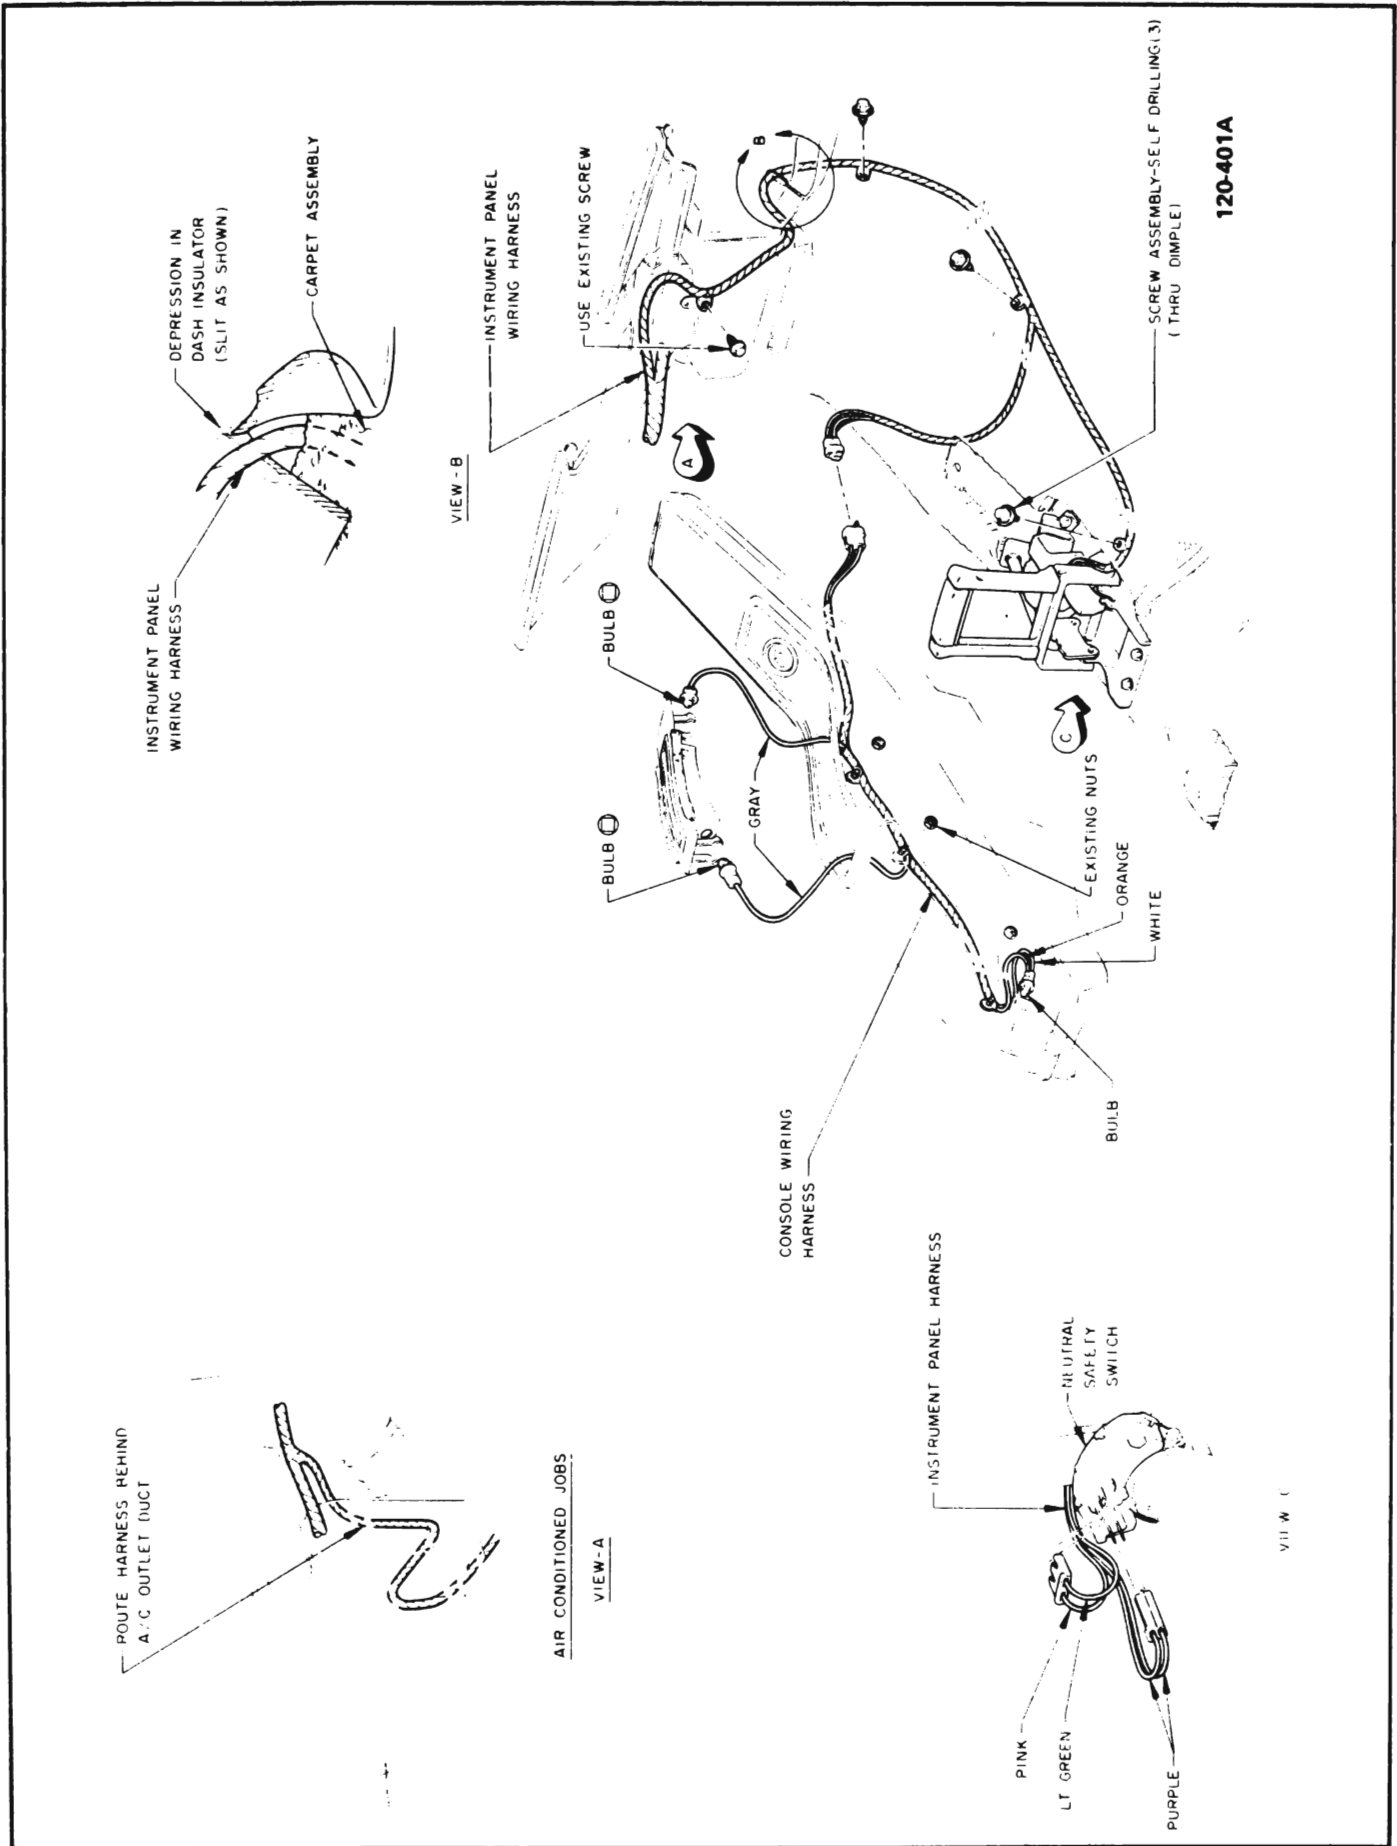 ROUTE HARNESS BEHIND
A/C OUTLET DUCT
AIR CONDITIONED JOBS
VIEW-A
INSTRUMENT PANEL
WIRING HARNESS
DEPRESSION IN
DASH INSULATOR
(SLIT AS SHOWN)
CARPET ASSEMBLY
VIEW-B
INSTRUMENT PANEL
WIRING HARNESS
USE EXISTING SCREW
B
A
BULB
BULB
GRAY
C
CONSOLE WIRING
HARNESS
EXISTING NUTS
ORANGE
WHITE
BULB
SCREW ASSEMBLY-SELF DRILLING(3)
(THRU DIMPLE)
INSTRUMENT PANEL HARNESS
NEUTRAL
SAFETY
SWITCH
PINK
LT GREEN
PURPLE
VIEW
120-401A